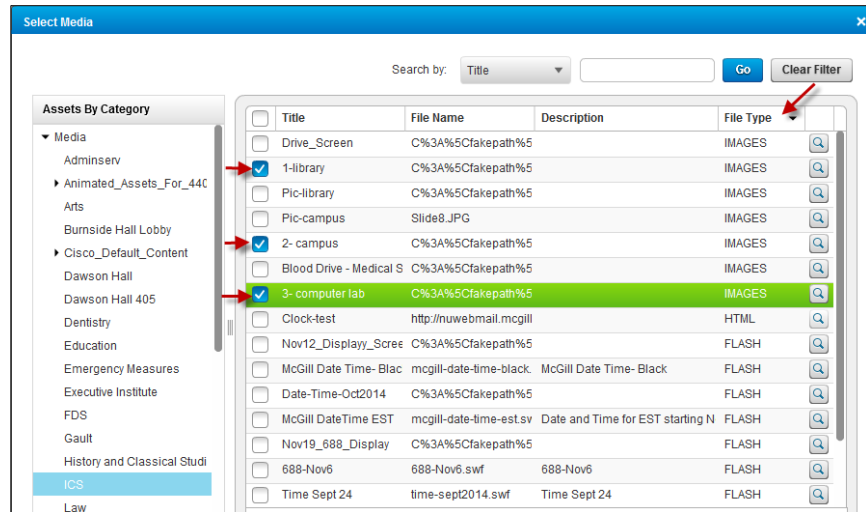 Select Media
Search by: Title Go Clear Filter
Assets By Category
Media
Adminserv
Animated_Assets_For_440
Arts
Burnside Hall Lobby
Cisco_Default_Content
Dawson Hall
Dawson Hall 405
Dentistry
Education
Emergency Measures
Executive Institute
FDS
Gault
History and Classical Studi
ICS
Law
Title File Name Description File Type
Drive_Screen C%3A%5Cfakepath%5 IMAGES
1-library C%3A%5Cfakepath%5 IMAGES
Pic-library C%3A%5Cfakepath%5 IMAGES
Pic-campus Slide8.JPG IMAGES
2- campus C%3A%5Cfakepath%5 IMAGES
Blood Drive - Medical S C%3A%5Cfakepath%5 IMAGES
3- computer lab C%3A%5Cfakepath%5 IMAGES
Clock-test http://nuwebmail.mcgill HTML
Nov12_Displayy_Scree C%3A%5Cfakepath%5 FLASH
McGill Date Time- Blac mcgill-date-time-black. McGill Date Time- Black FLASH
Date-Time-Oct2014 C%3A%5Cfakepath%5 FLASH
McGill DateTime EST mcgill-date-time-est.sv Date and Time for EST starting N FLASH
Nov19_688_Display C%3A%5Cfakepath%5 FLASH
688-Nov6 688-Nov6.swf 688-Nov6 FLASH
Time Sept 24 time-sept2014.swf Time Sept 24 FLASH